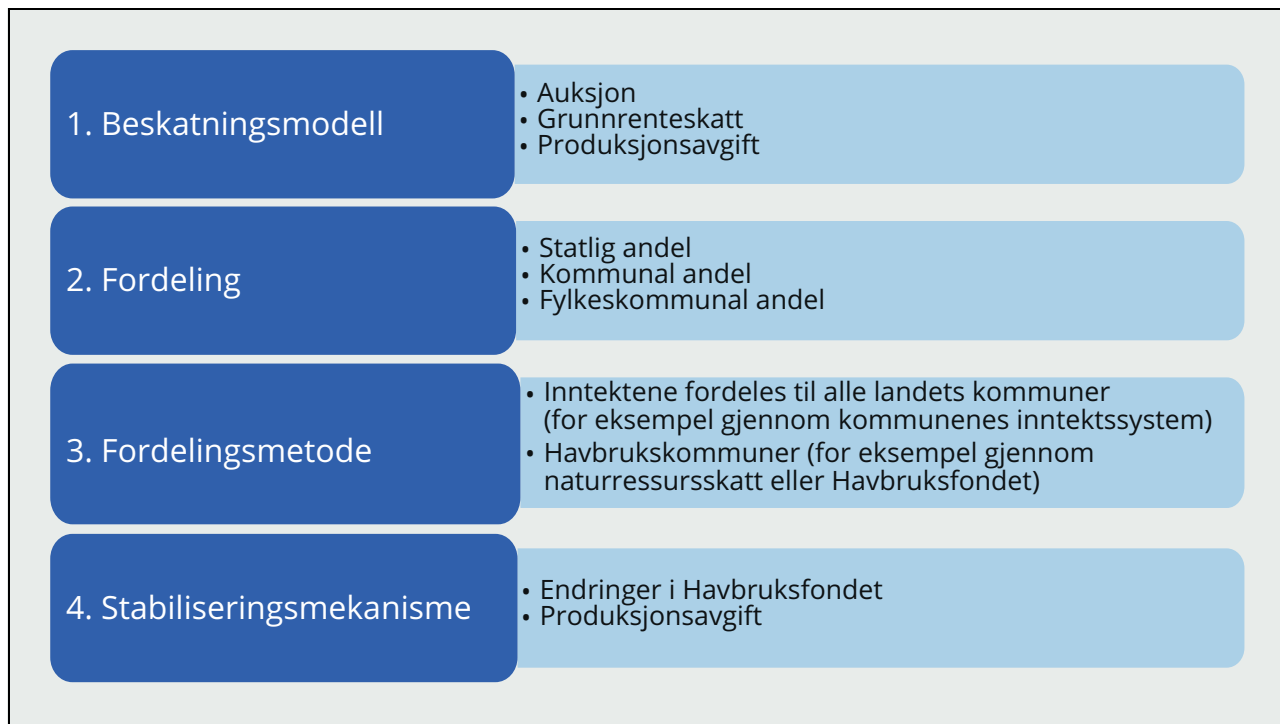 1. Beskatningsmodell
• Auksjon
• Grunnrenteskatt
• Produksjonsavgift
2. Fordeling
• Statlig andel
• Kommunal andel
• Fylkeskommunal andel
3. Fordelingsmetode
• Inntektene fordeles til alle landets kommuner
(for eksempel gjennom kommunenes inntektssystem)
• Havbrukskommuner (for eksempel gjennom
naturressursskatt eller Havbruksfondet)
4. Stabiliseringsmekanisme
• Endringer i Havbruksfondet
• Produksjonsavgift